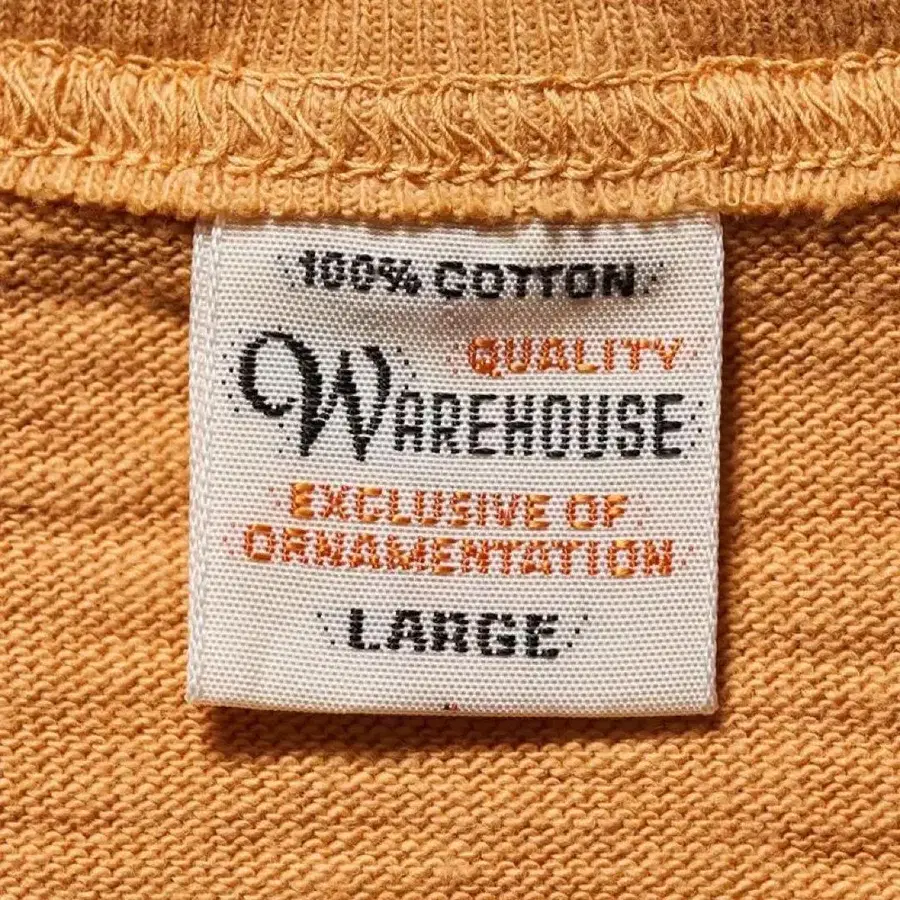 100% COTTON
QUALITY
WAREHOUSE
EXCLUSIVE OF
ORNAMENTATION
LARGE